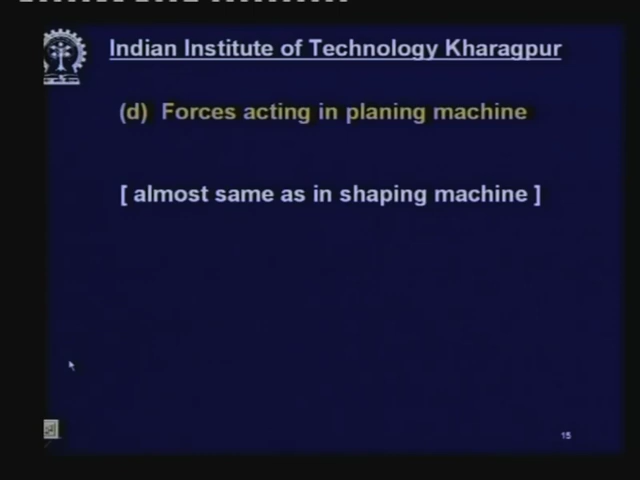 Indian Institute of Technology Kharagpur
(d) Forces acting in planing machine
[ almost same as in shaping machine ]
15